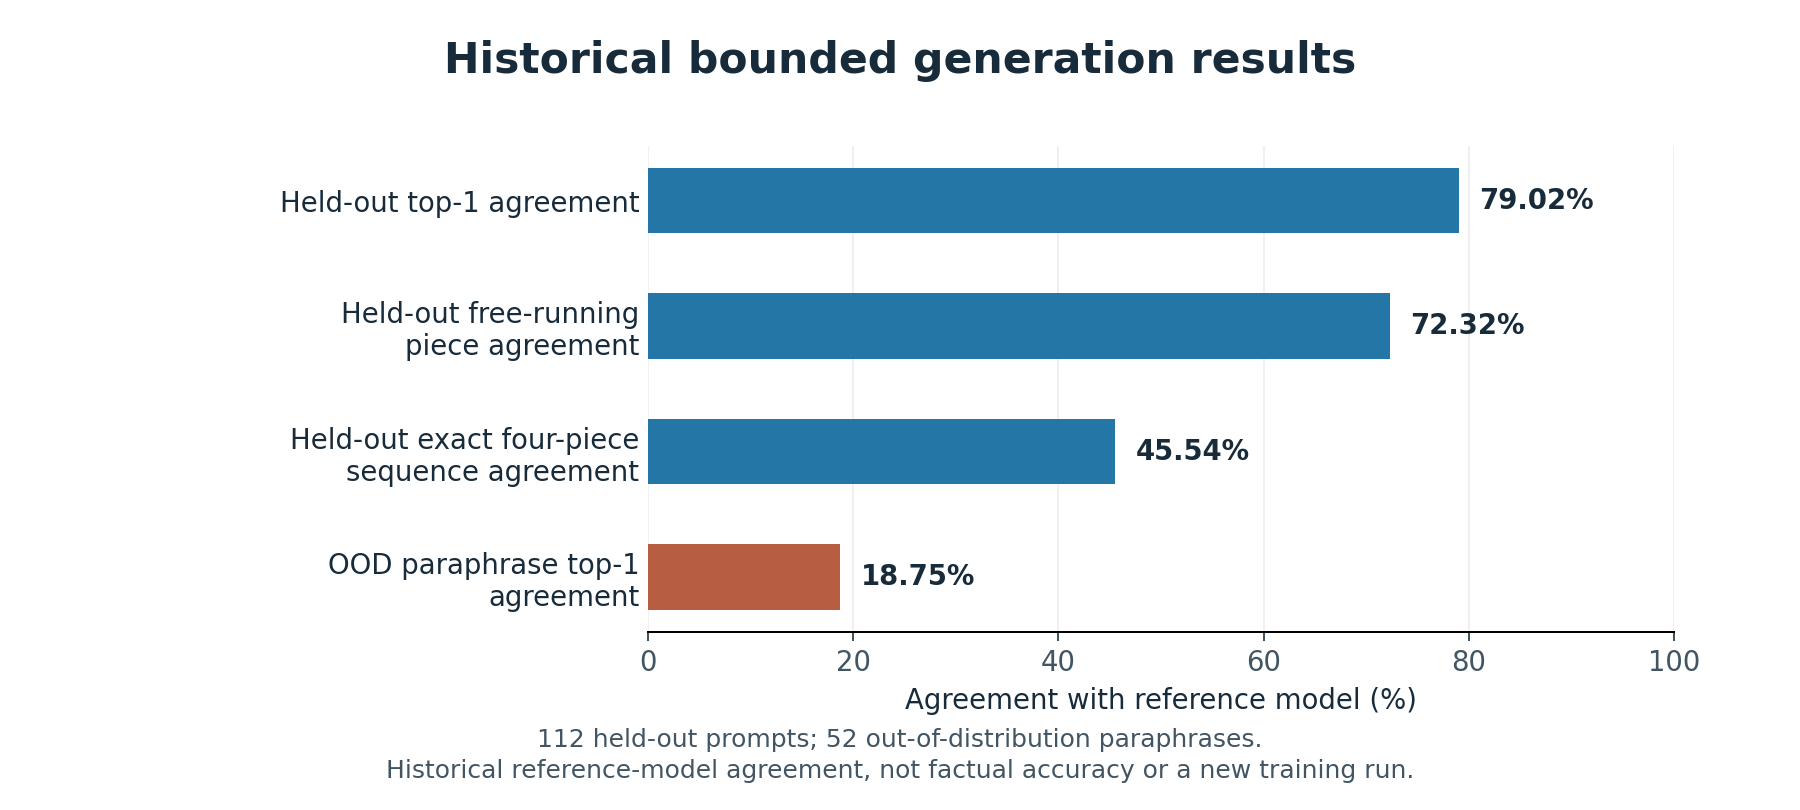 Historical bounded generation results
Held-out top-1 agreement
79.02%
Held-out free-running
piece agreement
72.32%
Held-out exact four-piece
sequence agreement
45.54%
OOD paraphrase top-1
agreement
18.75%
0 20 40 60 80 100
Agreement with reference model (%)
112 held-out prompts; 52 out-of-distribution paraphrases.
Historical reference-model agreement, not factual accuracy or a new training run.